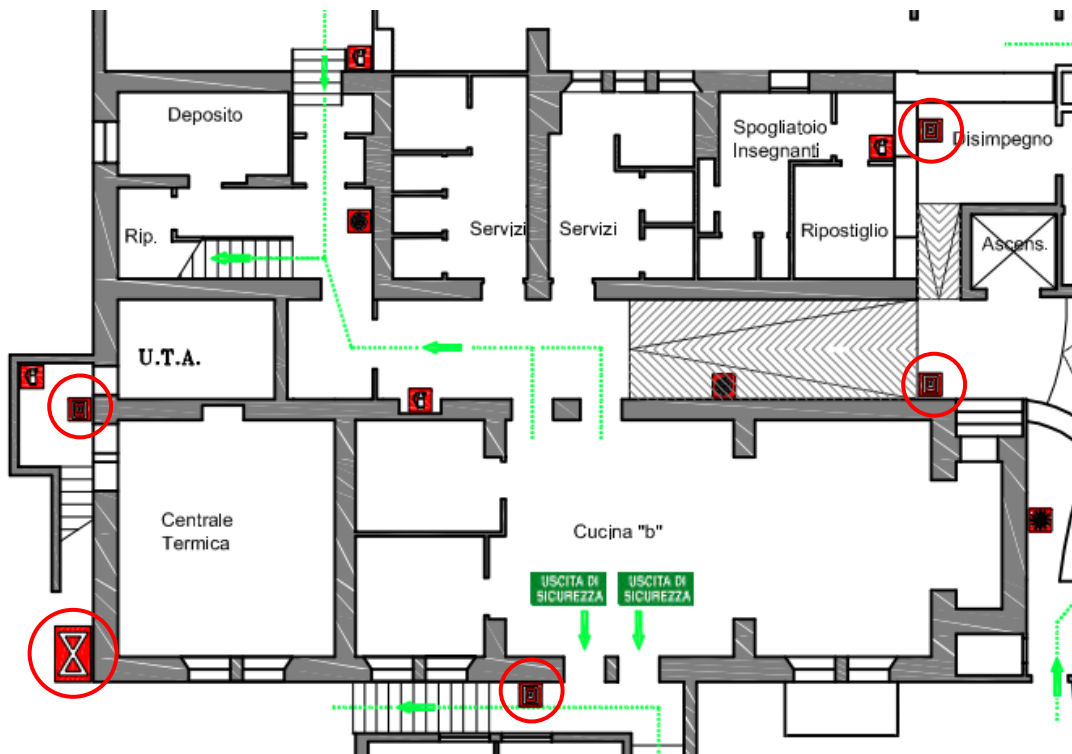 Deposito
Spogliatoio
Insegnanti
Disimpegno
Rip.
Servizi
Servizi
Ripostiglio
Ascens.
U.T.A.
Centrale
Termica
Cucina "b"
USCITA DI
SICUREZZA
USCITA DI
SICUREZZA